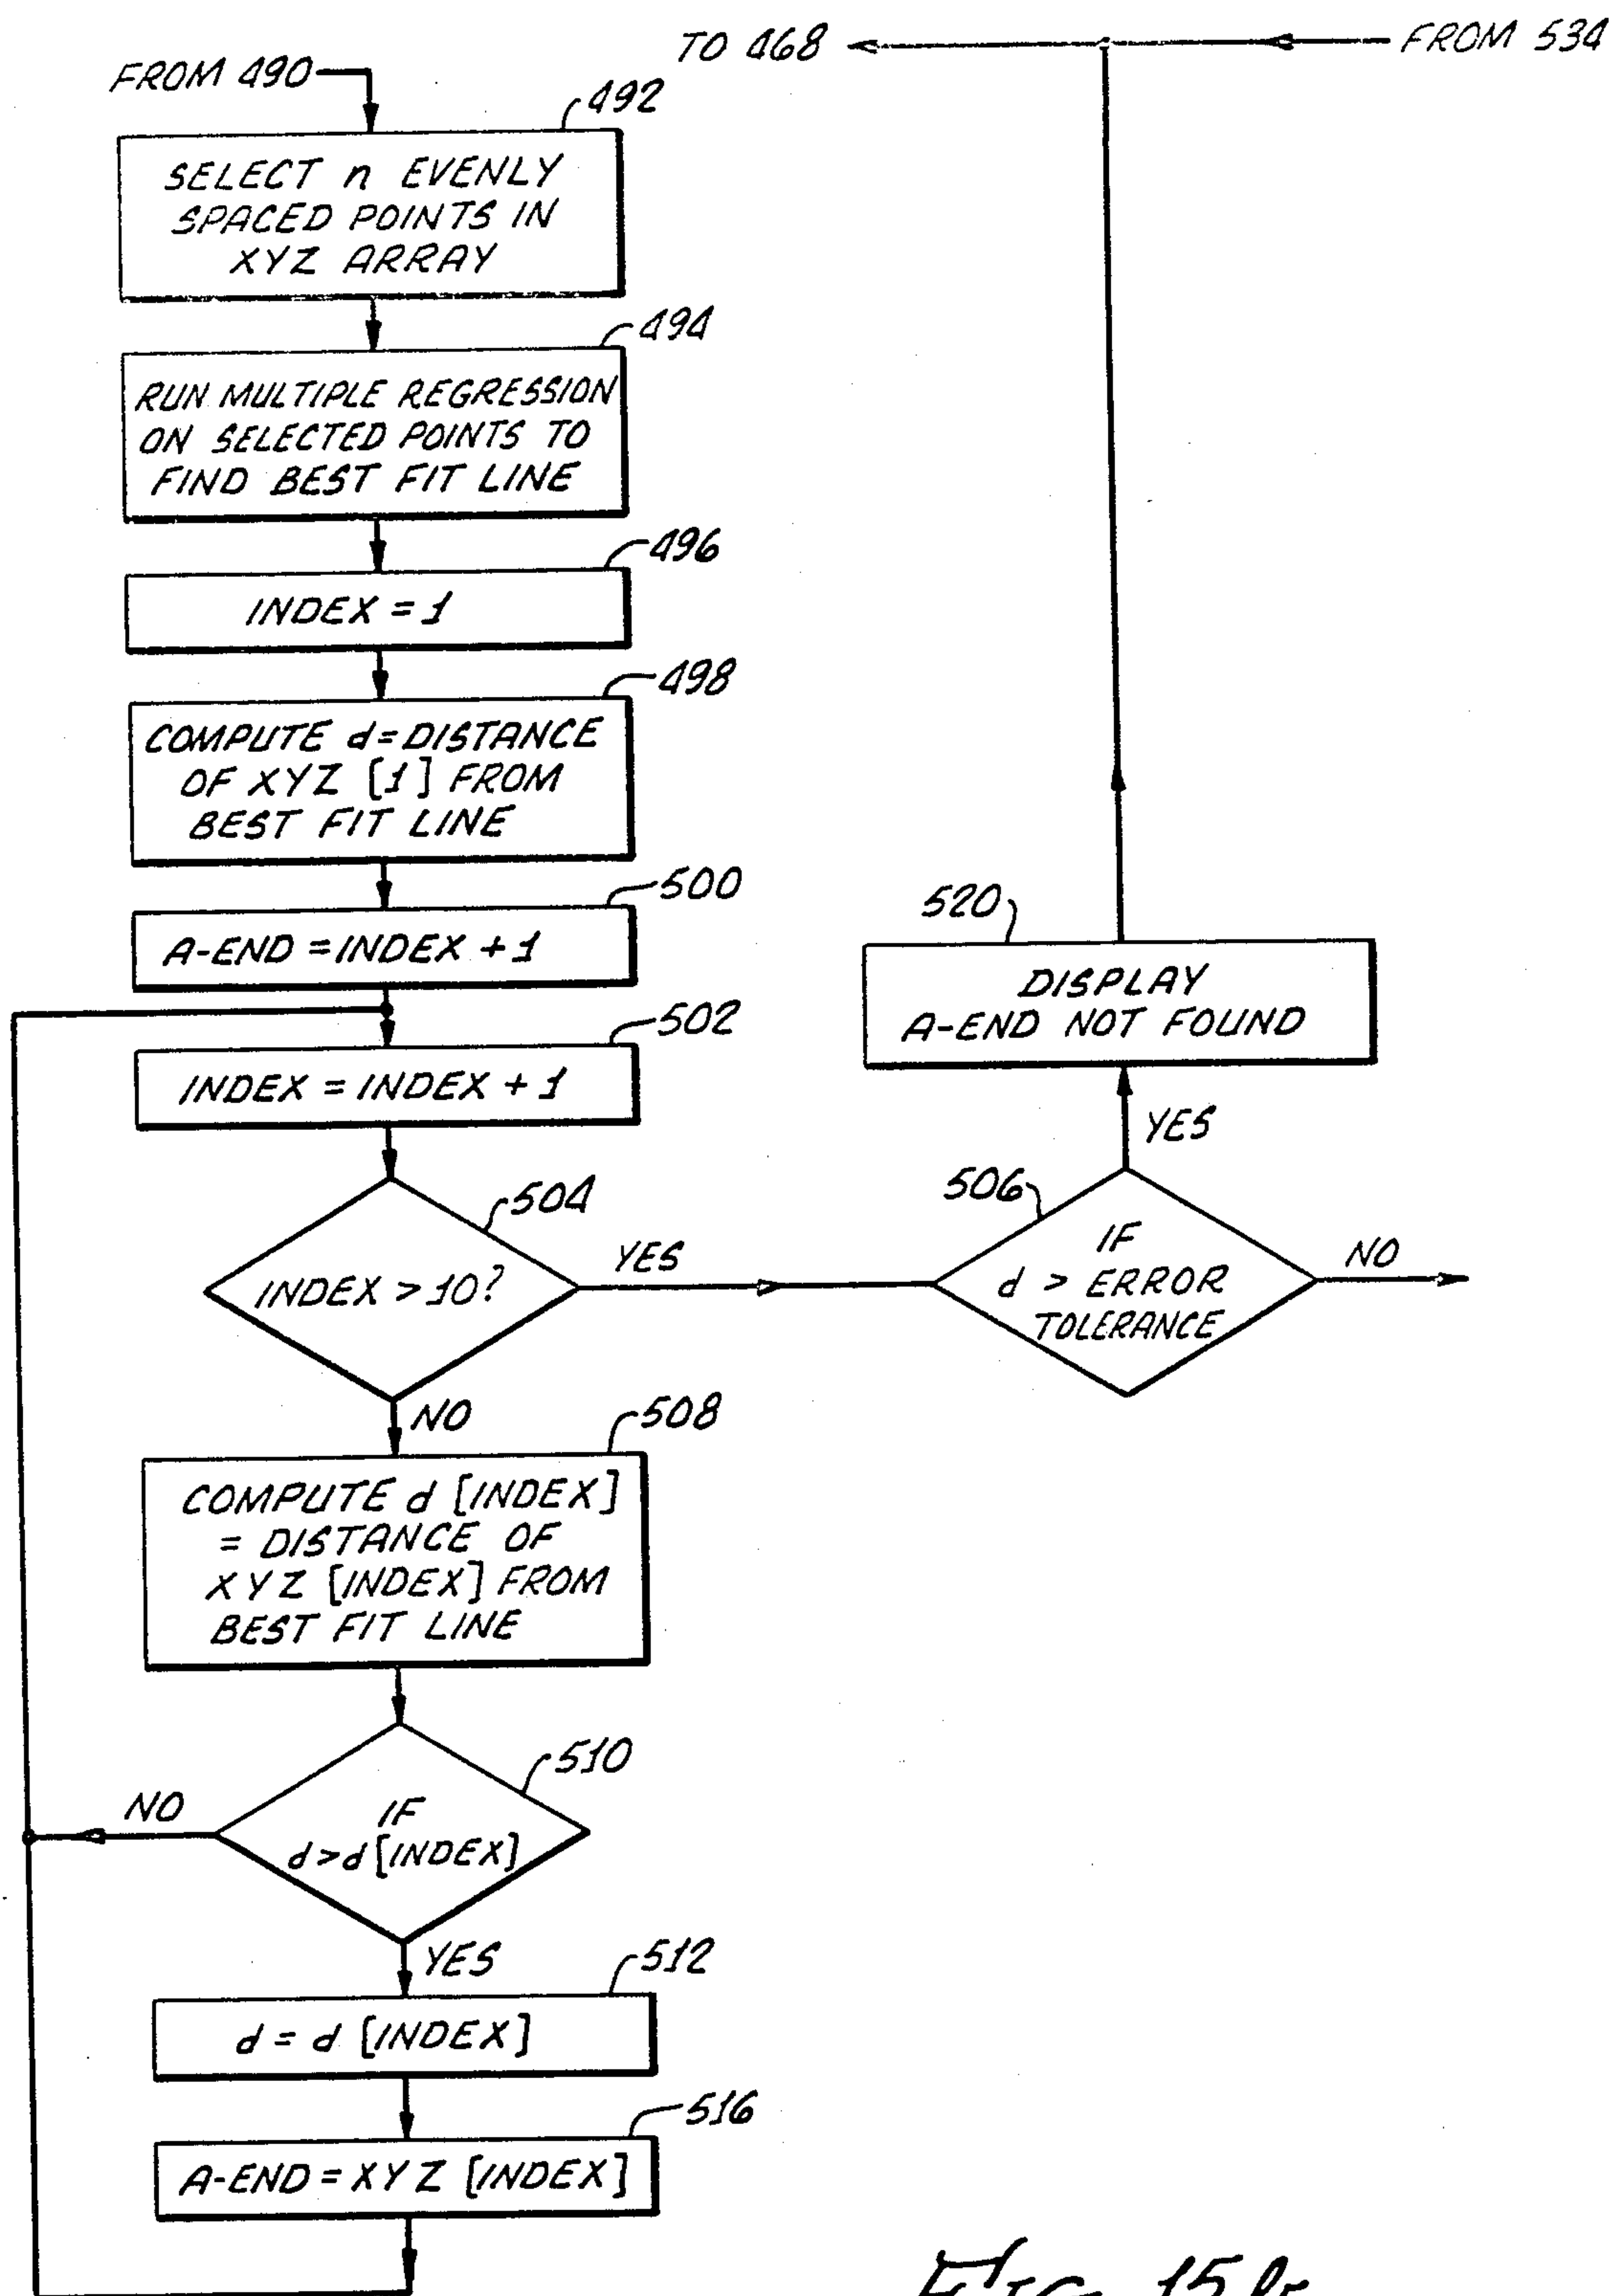 TO 468
FROM 534
FROM 490
492
SELECT n EVENLY
SPACED POINTS IN
XYZ ARRAY
494
RUN MULTIPLE REGRESSION
ON SELECTED POINTS TO
FIND BEST FIT LINE
496
INDEX = 1
498
COMPUTE d=DISTANCE
OF XYZ [1] FROM
BEST FIT LINE
500
A-END = INDEX + 1
502
INDEX = INDEX + 1
504
INDEX > 10?
YES
NO
506
IF
d > ERROR
TOLERANCE
NO
YES
520
DISPLAY
A-END NOT FOUND
508
COMPUTE d [INDEX]
= DISTANCE OF
XYZ [INDEX] FROM
BEST FIT LINE
510
IF
d>d [INDEX]
NO
YES
512
d = d [INDEX]
516
A-END = XYZ [INDEX]
FIG. 15b